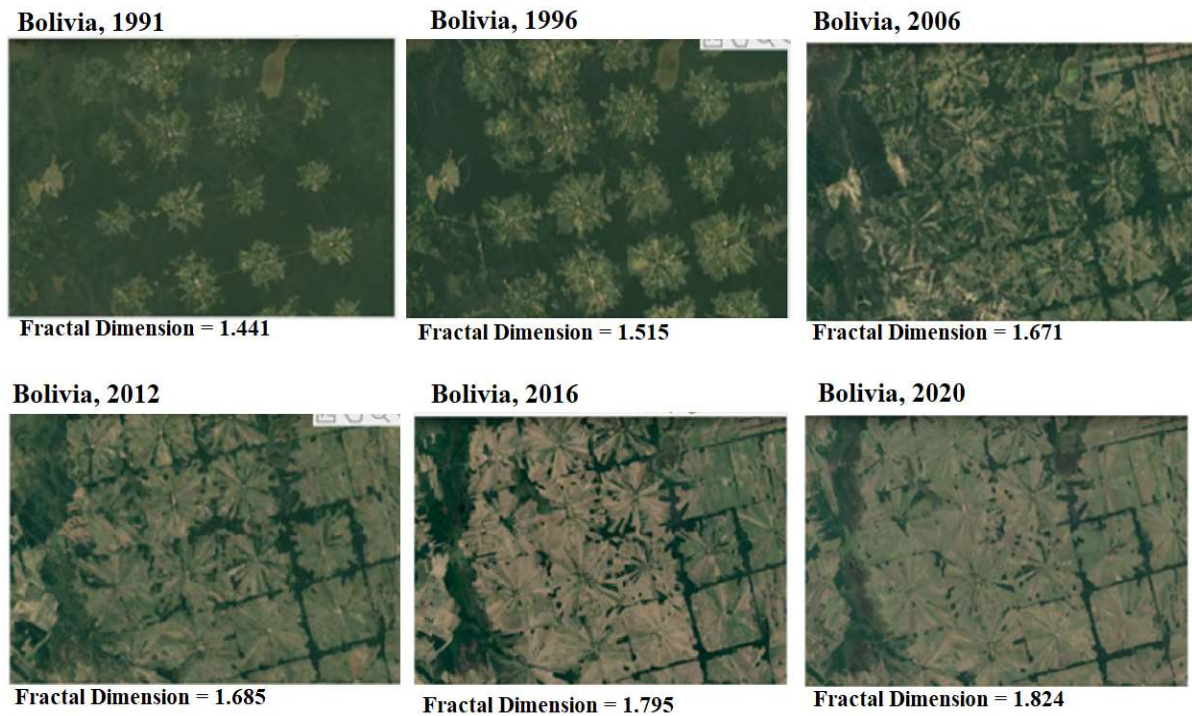 Bolivia, 1991
Bolivia, 1996
Bolivia, 2006
Fractal Dimension = 1.441
Fractal Dimension = 1.515
Fractal Dimension = 1.671
Bolivia, 2012
Bolivia, 2016
Bolivia, 2020
Fractal Dimension = 1.685
Fractal Dimension = 1.795
Fractal Dimension = 1.824